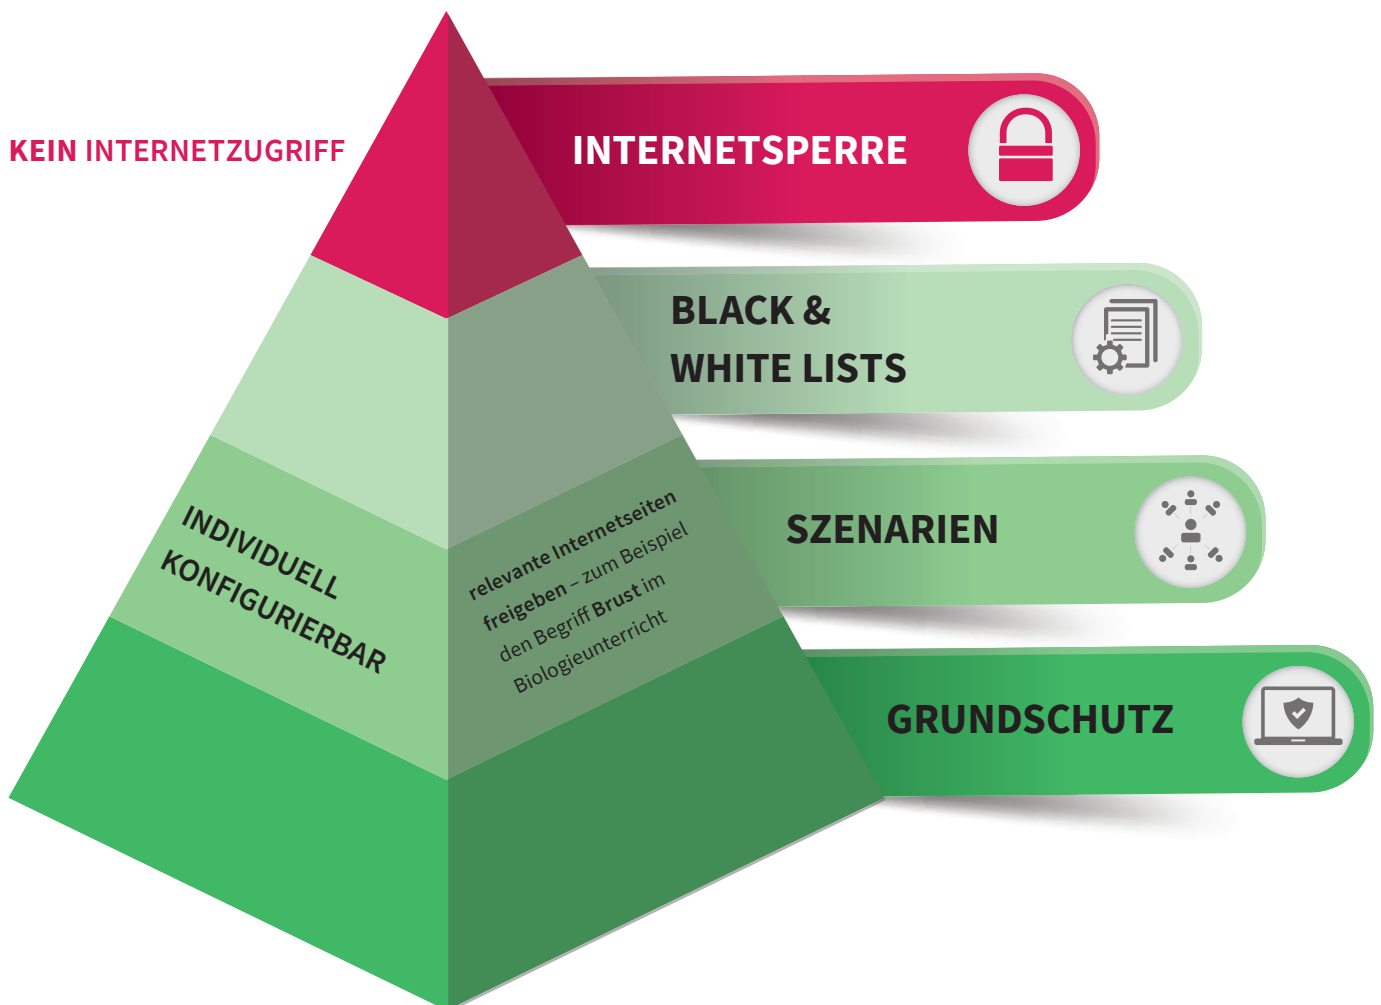 KEIN INTERNETZUGRIFF
INTERNETSPERRE
BLACK &
WHITE LISTS
INDIVIDUELL
KONFIGURIERBAR
relevante Internetseiten
freigeben – zum Beispiel
den Begriff Brust im
Biologieunterricht
SZENARIEN
GRUNDSCHUTZ